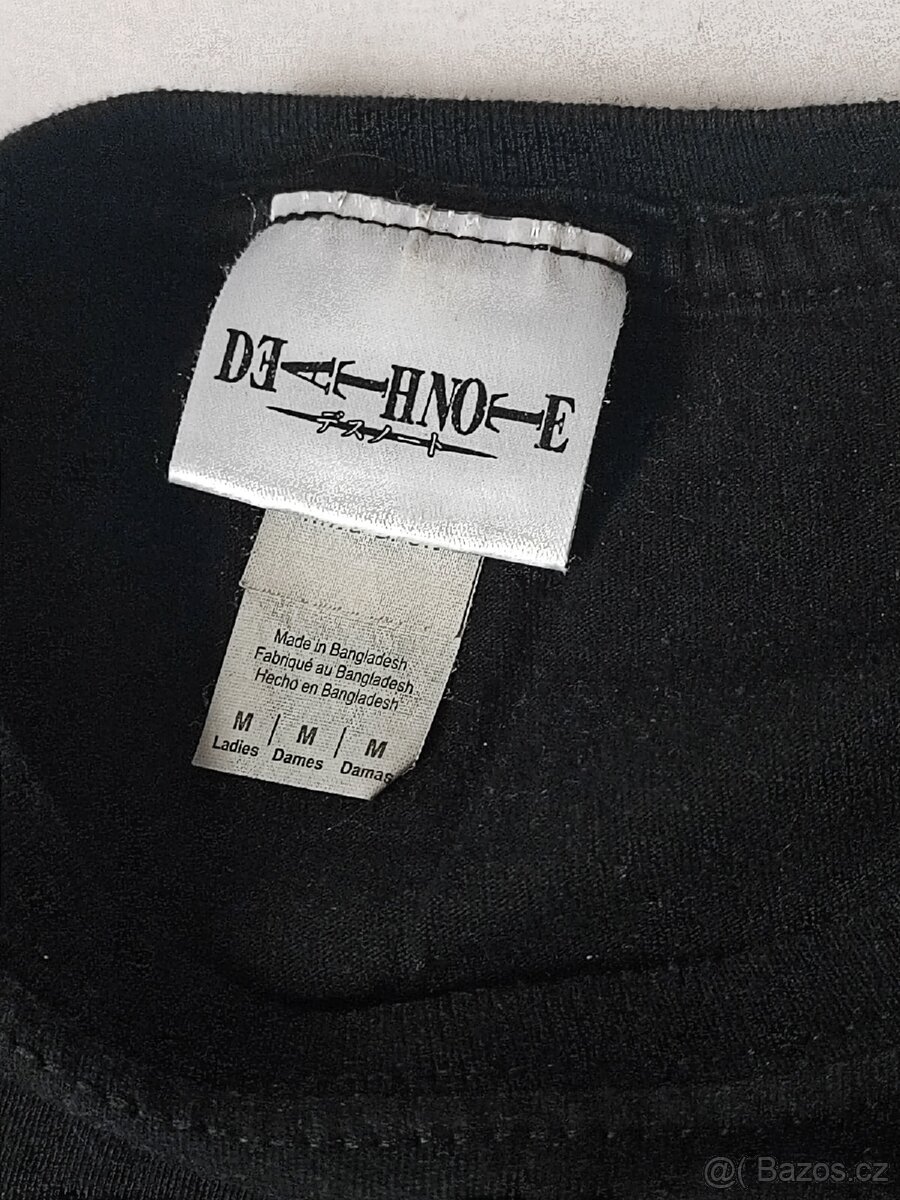 DEATH NOTE
デスノート
Made in Bangladesh
Fabriqué au Bangladesh
Hecho en Bangladesh
M / M / M
Ladies Dames Damas
@( Bazos.cz